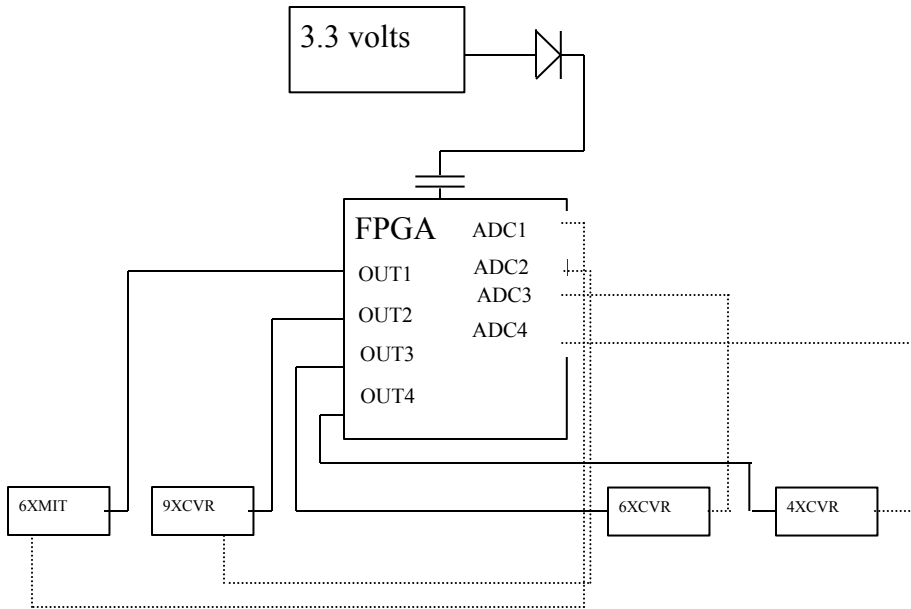 3.3 volts
FPGA
ADC1
OUT1
ADC2
ADC3
OUT2
ADC4
OUT3
OUT4
6XMIT
9XCVR
6XCVR
4XCVR